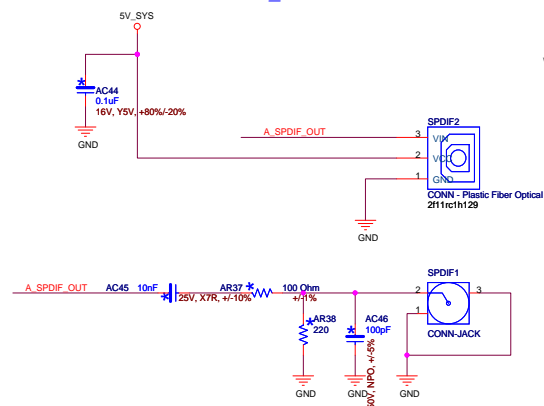 5V_SYS
AC44
0.1uF
16V, Y5V, +80%/-20%
GND
A_SPDIF_OUT
SPDIF2
3
VIN
2
VCC
1
GND
CONN - Plastic Fiber Optical
2f11rc1h129
GND
A_SPDIF_OUT
AC45
10nF
25V, X7R, +/-10%
AR37
100 Ohm
+/-1%
AR38
220
AC46
100pF
50V, NPO, +/-5%
SPDIF1
2
3
1
CONN-JACK
GND
GND
GND